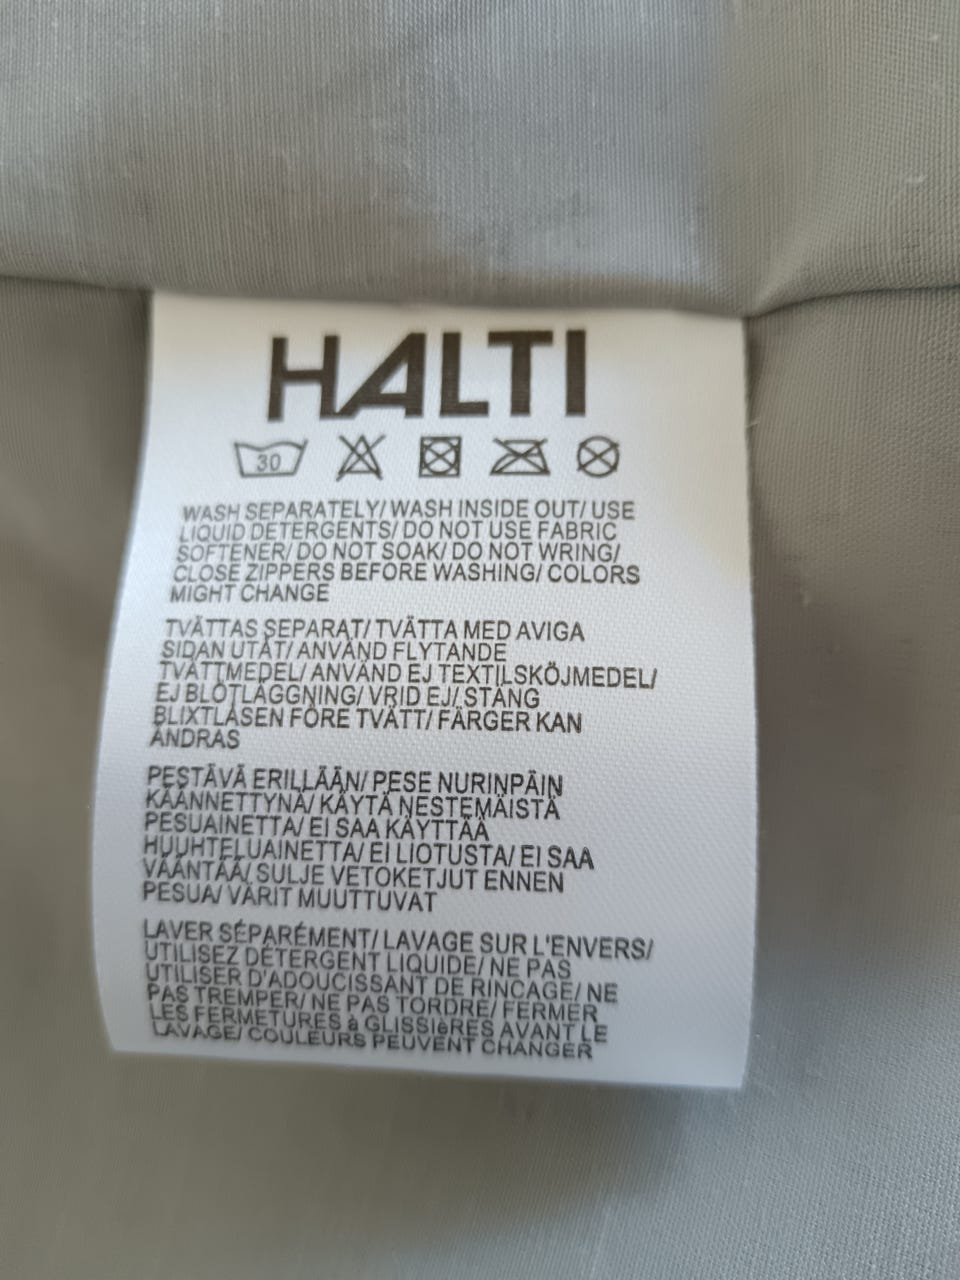 HALTI
30
WASH SEPARATELY/ WASH INSIDE OUT/ USE
LIQUID DETERGENTS/ DO NOT USE FABRIC
SOFTENER/ DO NOT SOAK/ DO NOT WRING/
CLOSE ZIPPERS BEFORE WASHING/ COLORS
MIGHT CHANGE
TVÄTTAS SEPARAT/ TVÄTTA MED AVIGA
SIDAN UTÅT/ ANVÄND FLYTANDE
TVÄTTMEDEL/ ANVÄND EJ TEXTILSKÖJMEDEL/
EJ BLÖTLÄGGNING/ VRID EJ/ STÄNG
BLIXTLÅSEN FÖRE TVÄTT/ FÄRGER KAN
ÄNDRAS
PESTÄVÄ ERILLÄÄN/ PESE NURINPÄIN
KÄÄNNETTYNÄ/ KÄYTÄ NESTEMÄISTÄ
PESUAINETTA/ EI SAA KÄYTTÄÄ
HUUHTELUAINETTA/ EI LIOTUSTA/ EI SAA
VÄÄNTÄÄ/ SULJE VETOKETJUT ENNEN
PESUA/ VÄRIT MUUTTUVAT
LAVER SÉPARÉMENT/ LAVAGE SUR L'ENVERS/
UTILISEZ DÉTERGENT LIQUIDE/ NE PAS
UTILISER D'ADOUCISSANT DE RINCAGE/ NE
PAS TREMPER/ NE PAS TORDRE/ FERMER
LES FERMETURES à GLISSIèRES AVANT LE
LAVAGE/ COULEURS PEUVENT CHANGER